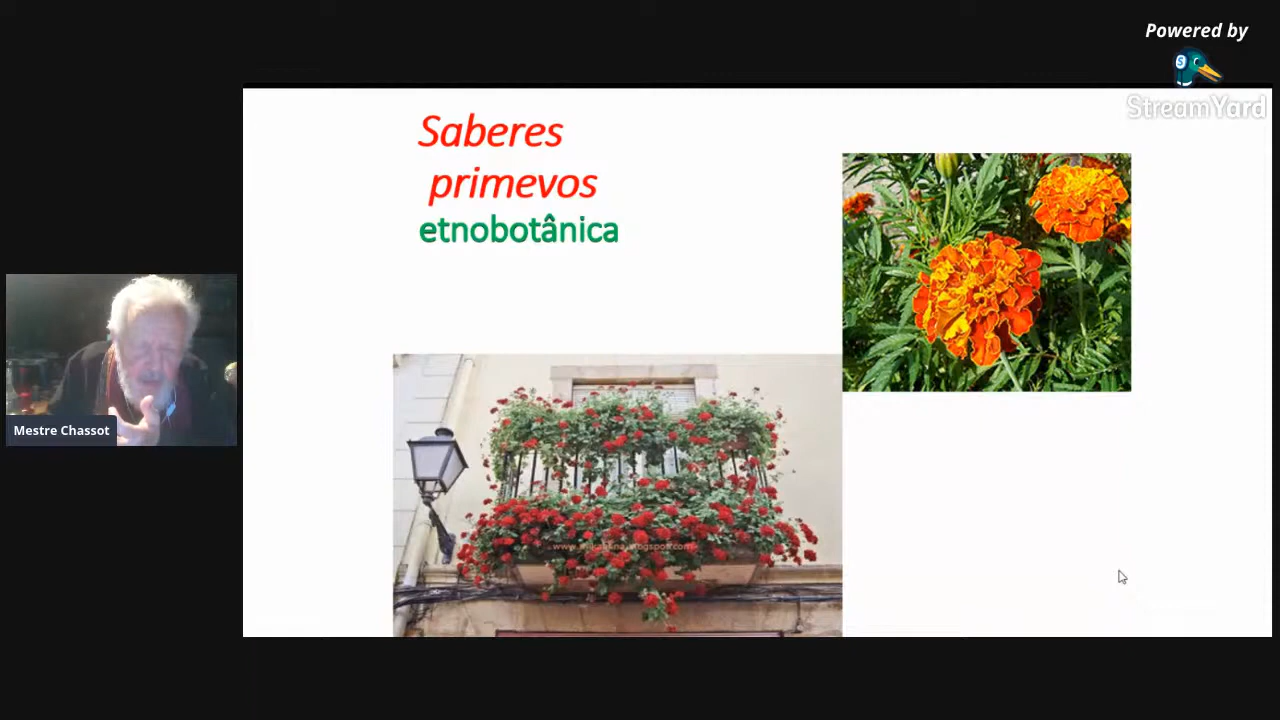 Powered by
StreamYard
Saberes
primevos
etnobotânica
Mestre Chassot